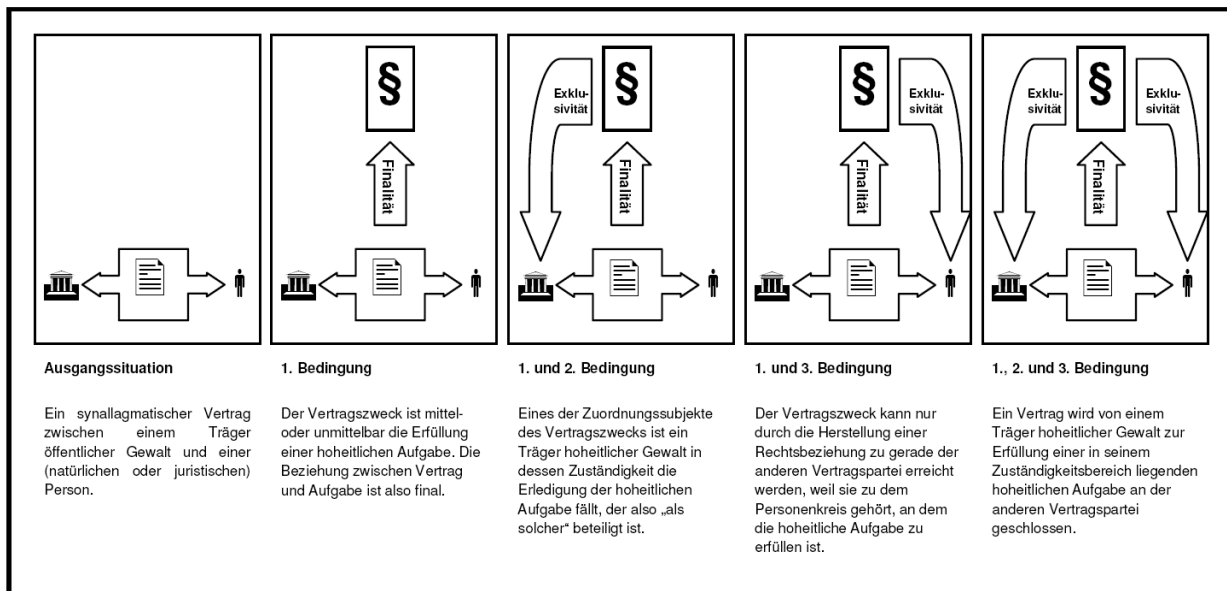 §
Finalität
Exklu-
sivität
§
Finalität
§
Exklu-
sivität
Finalität
Exklu-
sivität
§
Exklu-
sivität
Finalität
Ausgangssituation
Ein synallagmatischer Vertrag
zwischen einem Träger
öffentlicher Gewalt und einer
(natürlichen oder juristischen)
Person.
1. Bedingung
Der Vertragszweck ist mittel-
oder unmittelbar die Erfüllung
einer hoheitlichen Aufgabe. Die
Beziehung zwischen Vertrag
und Aufgabe ist also final.
1. und 2. Bedingung
Eines der Zuordnungssubjekte
des Vertragszwecks ist ein
Träger hoheitlicher Gewalt in
dessen Zuständigkeit die
Erledigung der hoheitlichen
Aufgabe fällt, der also „als
solcher“ beteiligt ist.
1. und 3. Bedingung
Der Vertragszweck kann nur
durch die Herstellung einer
Rechtsbeziehung zu gerade der
anderen Vertragspartei erreicht
werden, weil sie zu dem
Personenkreis gehört, an dem
die hoheitliche Aufgabe zu
erfüllen ist.
1., 2. und 3. Bedingung
Ein Vertrag wird von einem
Träger hoheitlicher Gewalt zur
Erfüllung einer in seinem
Zuständigkeitsbereich liegenden
hoheitlichen Aufgabe an der
anderen Vertragspartei
geschlossen.